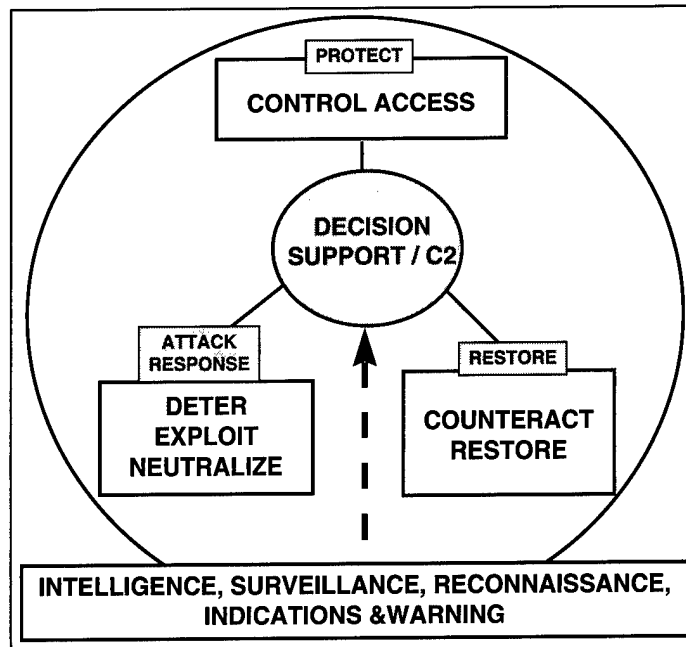 PROTECT
CONTROL ACCESS
DECISION
SUPPORT / C2
ATTACK
RESPONSE
DETER
EXPLOIT
NEUTRALIZE
RESTORE
COUNTERACT
RESTORE
INTELLIGENCE, SURVEILLANCE, RECONNAISSANCE,
INDICATIONS &WARNING